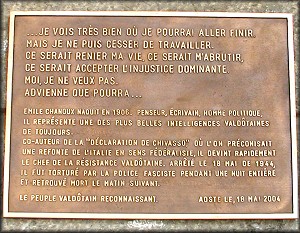 ...JE VOIS TRÈS BIEN OÙ JE POURRAI ALLER FINIR,
MAIS JE NE PUIS CESSER DE TRAVAILLER.
CE SERAIT RENIER MA VIE, CE SERAIT M'ABRUTIR,
CE SERAIT ACCEPTER L'INJUSTICE DOMINANTE.
MOI, JE NE VEUX PAS.
ADVIENNE QUE POURRA...
EMILE CHANOUX NAQUIT EN 1906. PENSEUR, ÉCRIVAIN, HOMME POLITIQUE,
IL REPRÉSENTE UNE DES PLUS BELLES INTELLIGENCES VALDÔTAINES
DE TOUJOURS.
CO-AUTEUR DE LA "DÉCLARATION DE CHIVASSO" OÙ L'ON PRÉCONISAIT
UNE REFONTE DE L'ITALIE EN SENS FÉDÉRALISTE, IL DEVINT RAPIDEMENT
LE CHEF DE LA RÉSISTANCE VALDÔTAINE. ARRÊTÉ LE 18 MAI DE 1944,
IL FUT TORTURÉ PAR LA POLICE FASCISTE PENDANT UNE NUIT ENTIÈRE
ET RETROUVÉ MORT LE MATIN SUIVANT.
LE PEUPLE VALDÔTAIN RECONNAISSANT. AOSTE LE, 18 MAI 2004